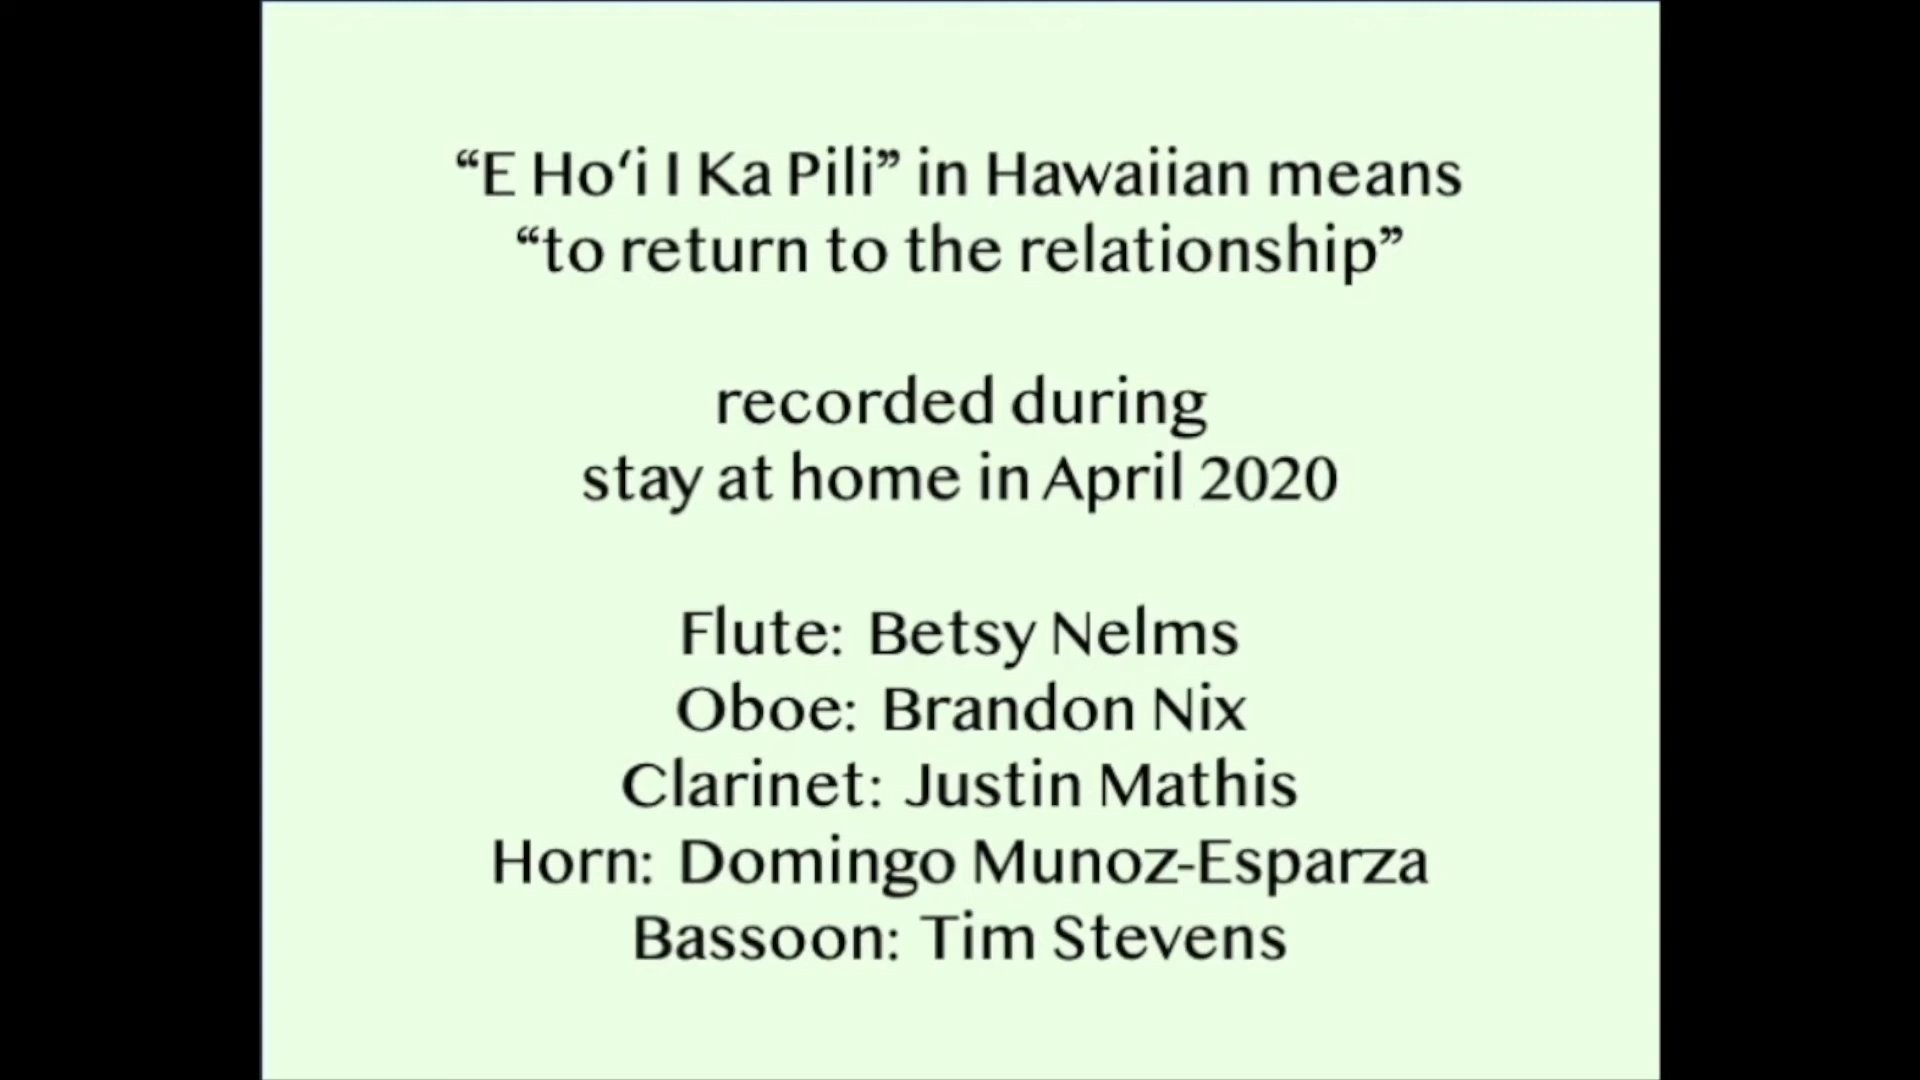 “E Hoʻi I Ka Pili” in Hawaiian means
“to return to the relationship”
recorded during
stay at home in April 2020
Flute: Betsy Nelms
Oboe: Brandon Nix
Clarinet: Justin Mathis
Horn: Domingo Munoz-Esparza
Bassoon: Tim Stevens